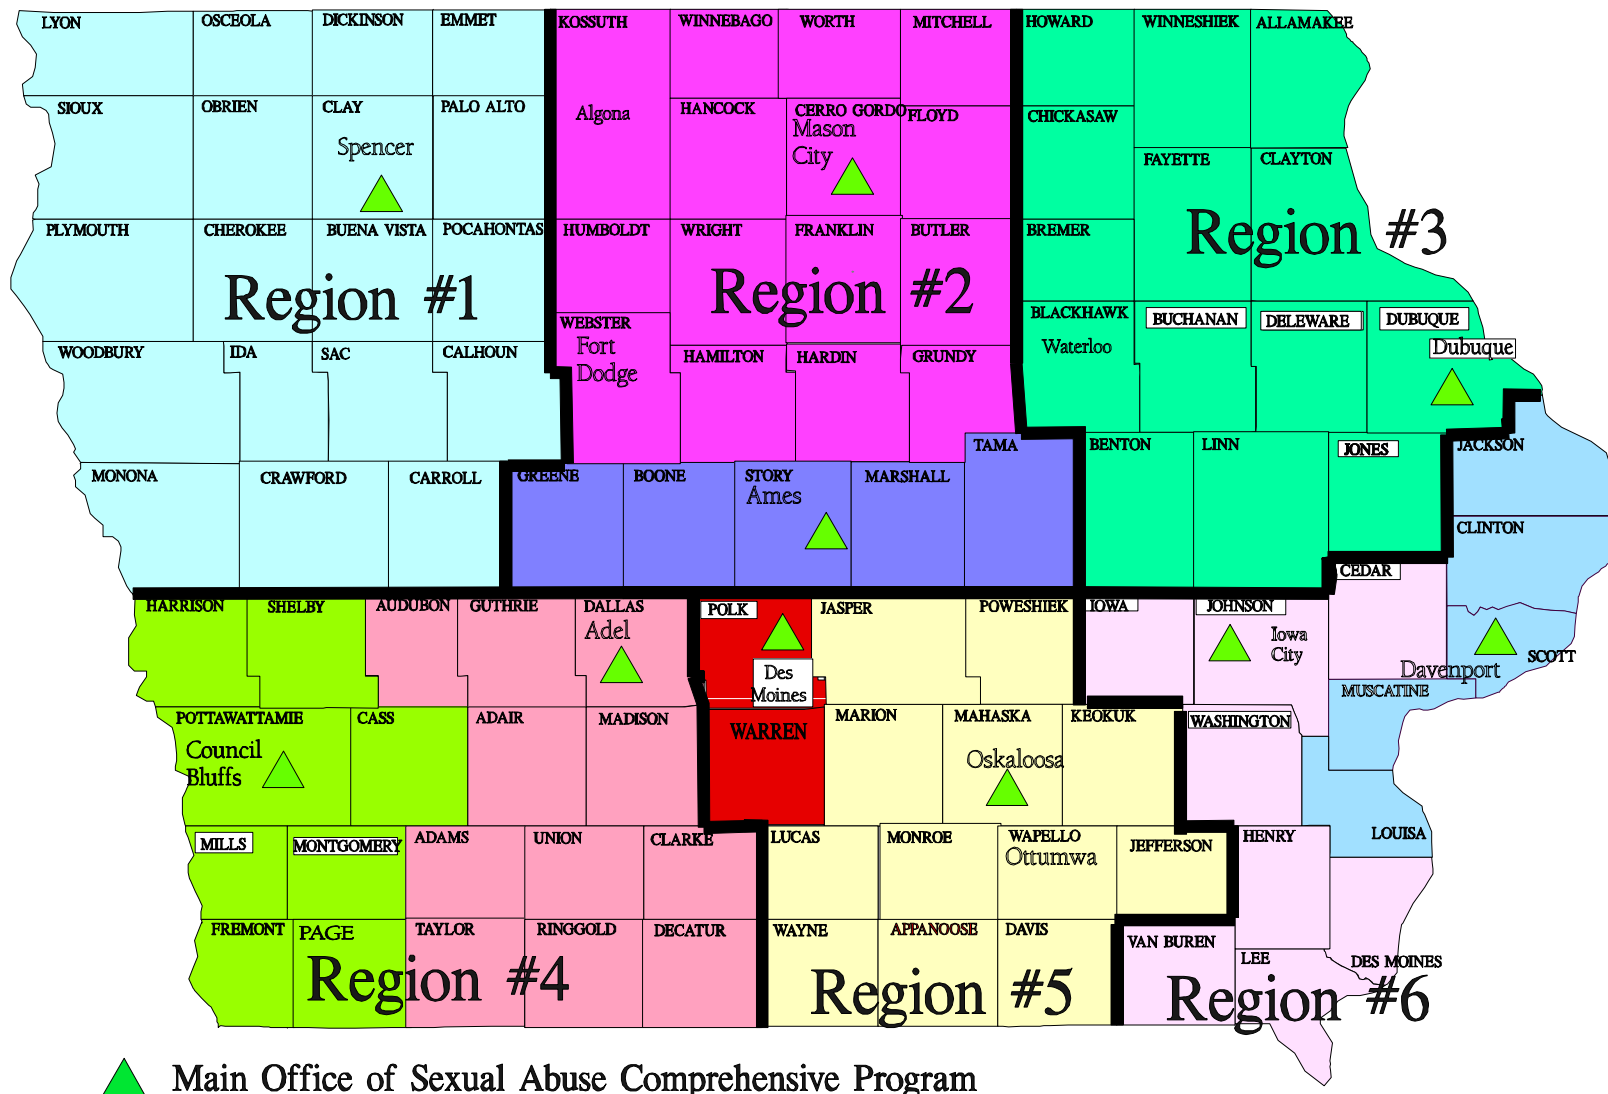 LYON
OSCEOLA
DICKINSON
EMMET
KOSSUTH
WINNEBAGO
WORTH
MITCHELL
HOWARD
WINNESHIEK
ALLAMAKEE
SIOUX
OBRIEN
CLAY
PALO ALTO
Algona
HANCOCK
CERRO GORDO
FLOYD
CHICKASAW
Spencer
Mason
City
FAYETTE
CLAYTON
PLYMOUTH
CHEROKEE
BUENA VISTA
POCAHONTAS
HUMBOLDT
WRIGHT
FRANKLIN
BUTLER
BREMER
Region #3
Region #1
Region #2
WEBSTER
Fort
Dodge
BLACKHAWK
Waterloo
BUCHANAN
DELEWARE
DUBUQUE
Dubuque
WOODBURY
IDA
SAC
CALHOUN
HAMILTON
HARDIN
GRUNDY
TAMA
BENTON
LINN
JONES
JACKSON
MONONA
CRAWFORD
CARROLL
GREENE
BOONE
STORY
Ames
MARSHALL
CLINTON
CEDAR
HARRISON
SHELBY
AUDUBON
GUTHRIE
DALLAS
Adel
POLK
Des
Moines
JASPER
POWESHIEK
IOWA
JOHNSON
Iowa
City
SCOTT
Davenport
MUSCATINE
POTTAWATTAMIE
Council
Bluffs
CASS
ADAIR
MADISON
WARREN
MARION
MAHASKA
Oskaloosa
KEOKUK
WASHINGTON
LOUISA
MILLS
MONTGOMERY
ADAMS
UNION
CLARKE
LUCAS
MONROE
WAPELLO
Ottumwa
JEFFERSON
HENRY
FREMONT
PAGE
TAYLOR
RINGGOLD
DECATUR
WAYNE
APPANOOSE
DAVIS
VAN BUREN
LEE
DES MOINES
Region #4
Region #5
Region #6
Main Office of Sexual Abuse Comprehensive Program